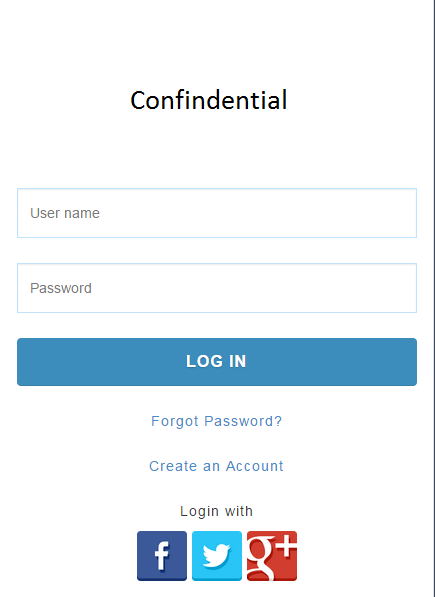 Confindential
User name
Password
LOG IN
Forgot Password?
Create an Account
Login with
f
g+